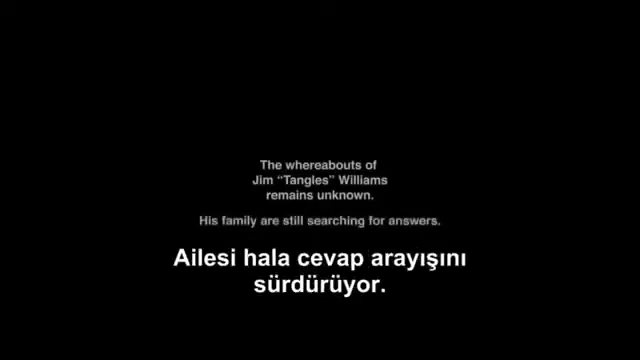 The whereabouts of
Jim “Tangles” Williams
remains unknown.
His family are still searching for answers.
Ailesi hala cevap arayışını
sürdürüyor.